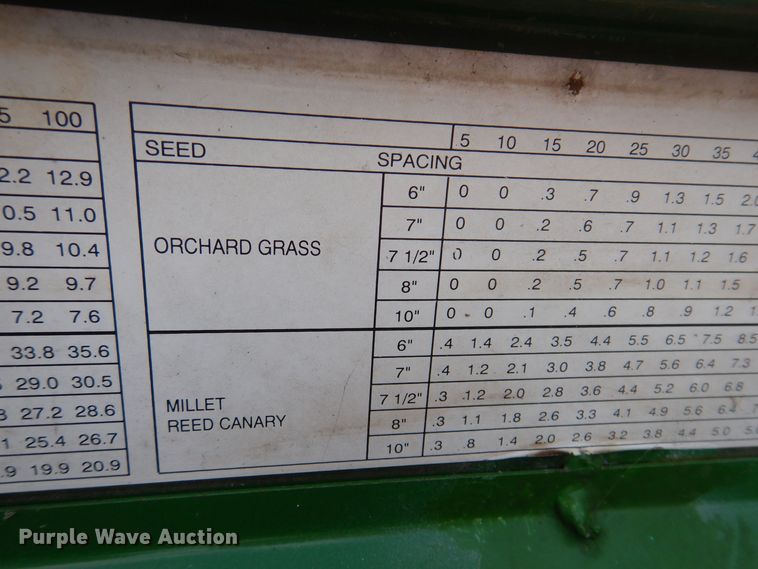 5 100
2.2 12.9
0.5 11.0
9.8 10.4
9.2 9.7
7.2 7.6
33.8 35.6
29.0 30.5
27.2 28.6
25.4 26.7
.9 19.9 20.9
5 10 15 20 25 30 35
SEED
SPACING
ORCHARD GRASS
6" 0 0 .3 .7 .9 1.3 1.5 2.0
7" 0 0 .2 .6 .7 1.1 1.3 1.7
7 1/2" 0 0 .2 .5 .7 1.1 1.2 1.6
8" 0 0 .2 .5 .7 1.0 1.1 1.5
10" 0 0 .1 .4 .6 .8 .9 1.2
MILLET
REED CANARY
6" .4 1.4 2.4 3.5 4.4 5.5 6.5 7.5 8.5
7" .4 1.2 2.1 3.0 3.8 4.7 5.6 6.4 7.3
7 1/2" .3 .12 2.0 2.8 3.6 4.4 5.2 6.0 6.8
8" .3 1.1 1.8 2.6 3.3 4.1 4.9 5.6 6.4
10" .3 .8 1.4 2.0 2.6 3.2 3.8 4.4 5.0
Purple Wave Auction